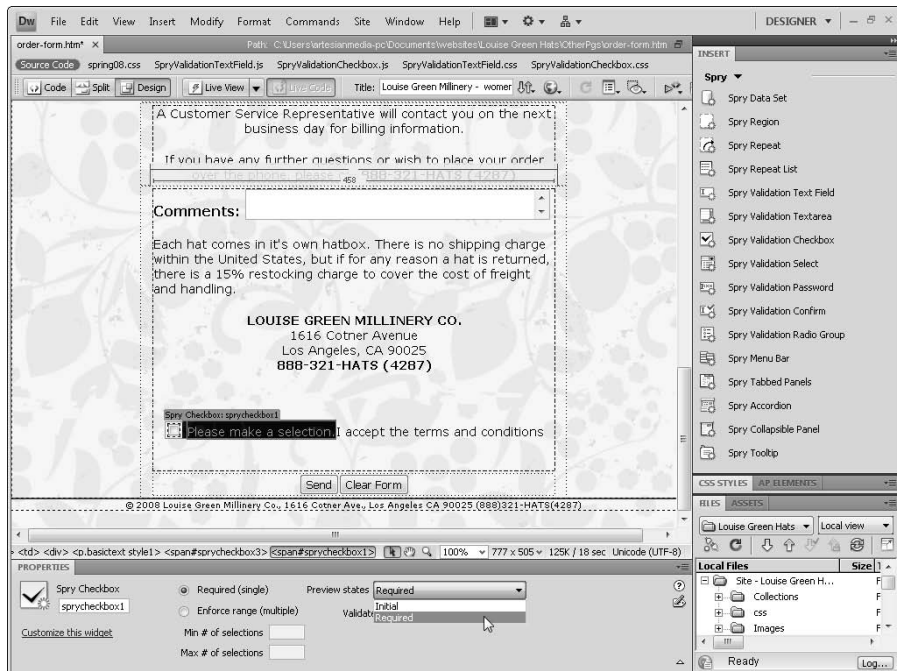 Dw File Edit View Insert Modify Format Commands Site Window Help DESIGNER
order-form.htm* × Path: C:\Users\artesianmedia-pc\Documents\websites\Louise Green Hats\OtherPgs\order-form.htm
Source Code spring08.css SpryValidationTextField.js SpryValidationCheckbox.js SpryValidationTextField.css SpryValidationCheckbox.css
Code Split Design Live View Live Code Title: Louise Green Millinery - womer
A Customer Service Representative will contact you on the next
business day for billing information.
If you have any further questions or wish to place your order
over the phone, please 888-321-HATS (4287)
458
Comments:
Each hat comes in it's own hatbox. There is no shipping charge
within the United States, but if for any reason a hat is returned,
there is a 15% restocking charge to cover the cost of freight
and handling.
LOUISE GREEN MILLINERY CO.
1616 Cotner Avenue
Los Angeles, CA 90025
888-321-HATS (4287)
Spry Checkbox: sprycheckbox1
Please make a selection. I accept the terms and conditions
Send Clear Form
© 2008 Louise Green Millinery Co., 1616 Cotner Ave., Los Angeles CA 90025 (888)321-HATS(4287)
<td> <div> <p.basictext style1> <span#sprycheckbox3> <span#sprycheckbox1> 100% 777 x 505 125K / 18 sec Unicode (UTF-8)
PROPERTIES
Spry Checkbox
sprycheckbox1
Customize this widget
Required (single)
Enforce range (multiple)
Min # of selections
Max # of selections
Preview states Required
Initial
Required
INSERT
Spry
Spry Data Set
Spry Region
Spry Repeat
Spry Repeat List
Spry Validation Text Field
Spry Validation Textarea
Spry Validation Checkbox
Spry Validation Select
Spry Validation Password
Spry Validation Confirm
Spry Validation Radio Group
Spry Menu Bar
Spry Tabbed Panels
Spry Accordion
Spry Collapsible Panel
Spry Tooltip
CSS STYLES AP ELEMENTS
FILES ASSETS
Louise Green Hats Local view
Local Files Size
Site - Louise Green H... F
Collections F
css F
Images F
Ready Log...